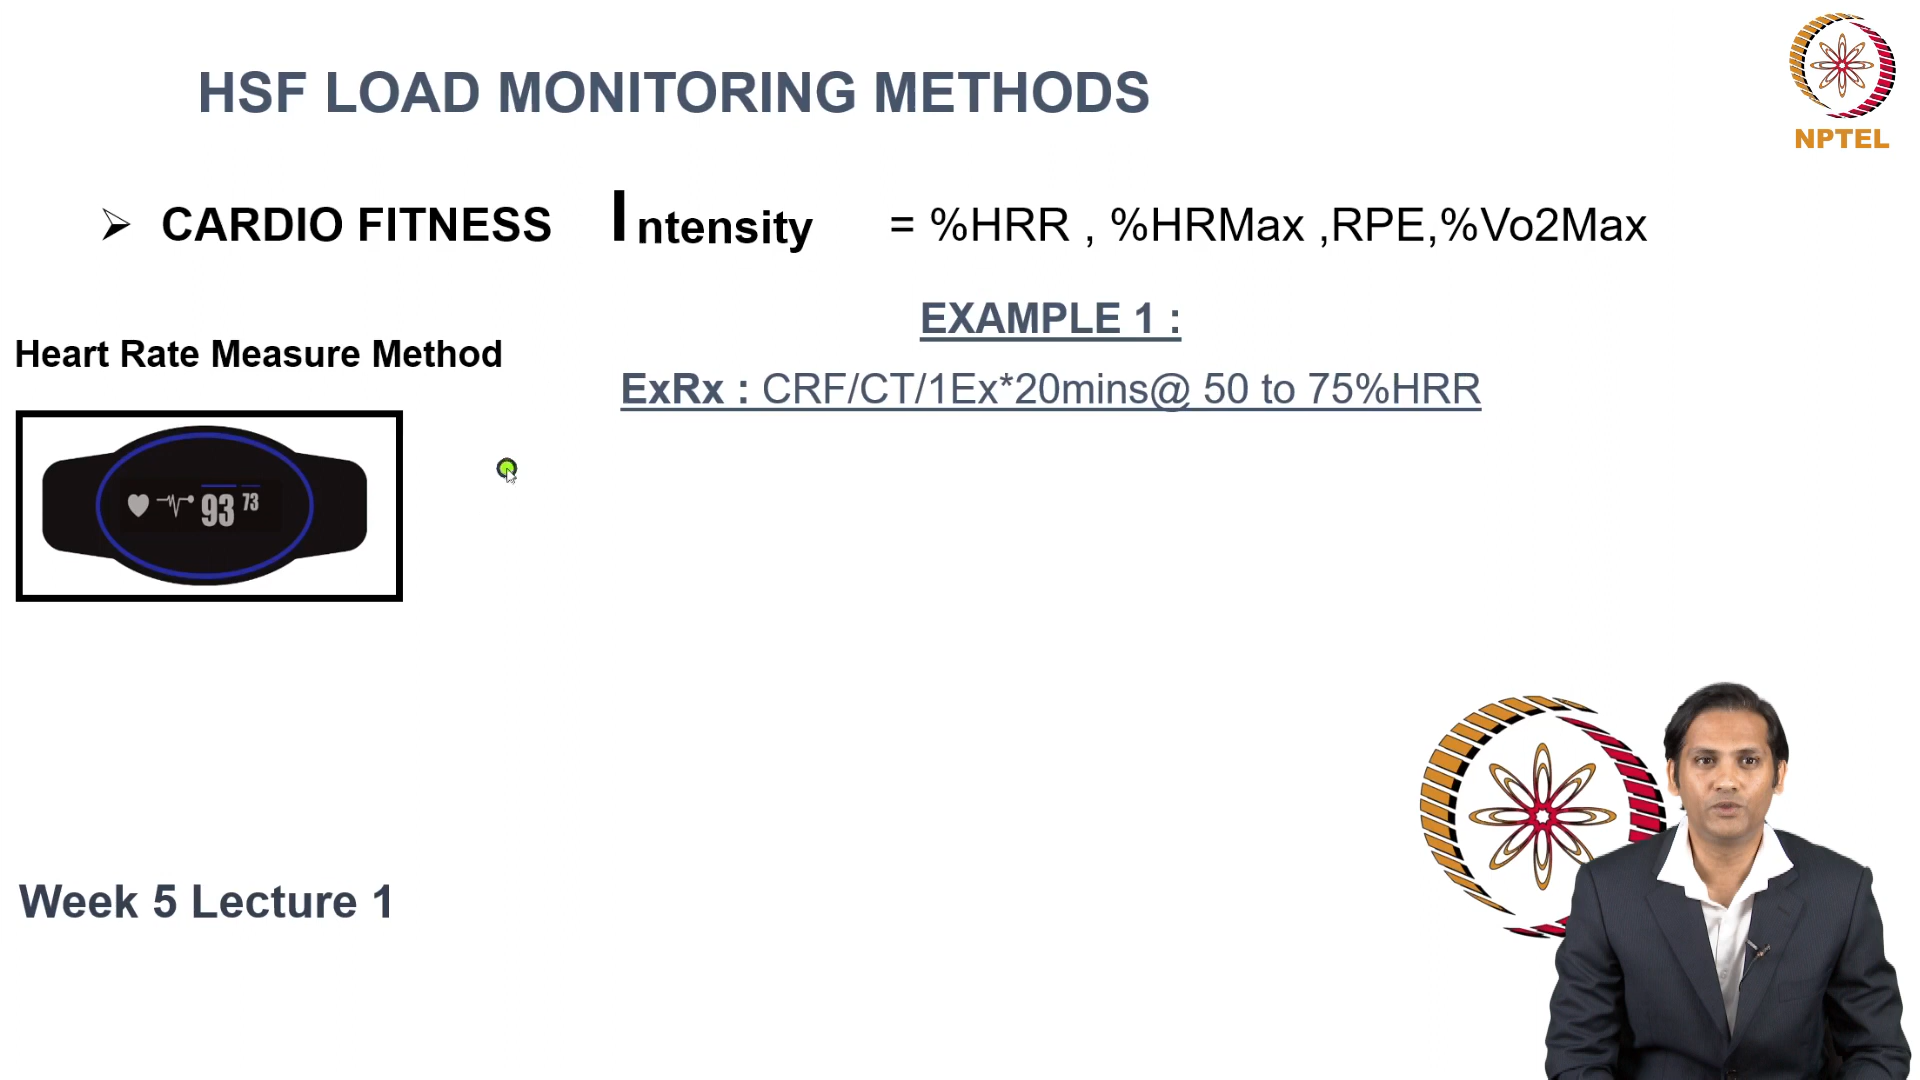 HSF LOAD MONITORING METHODS
NPTEL
➢ CARDIO FITNESS Intensity = %HRR , %HRMax ,RPE,%Vo2Max
EXAMPLE 1 :
Heart Rate Measure Method
ExRx : CRF/CT/1Ex*20mins@ 50 to 75%HRR
93 73
Week 5 Lecture 1